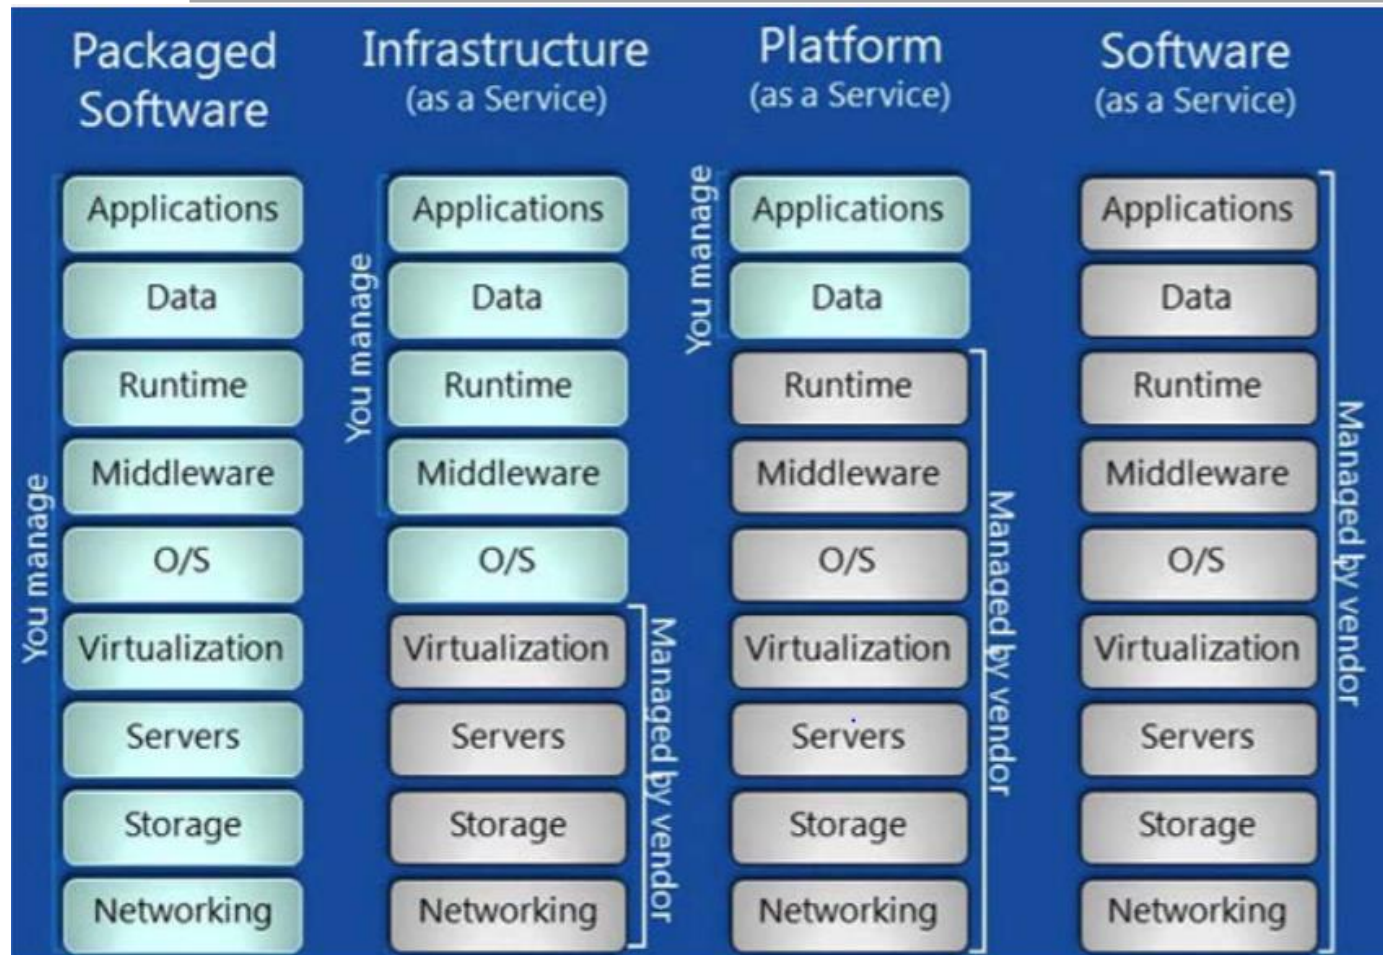 Packaged
Software
You manage
Applications
Data
Runtime
Middleware
O/S
Virtualization
Servers
Storage
Networking
Infrastructure
(as a Service)
You manage
Applications
Data
Runtime
Middleware
O/S
Virtualization
Servers
Storage
Networking
Managed by vendor
Platform
(as a Service)
You manage
Applications
Data
Runtime
Middleware
O/S
Virtualization
Servers
Storage
Networking
Managed by vendor
Software
(as a Service)
Applications
Data
Runtime
Middleware
O/S
Virtualization
Servers
Storage
Networking
Managed by vendor